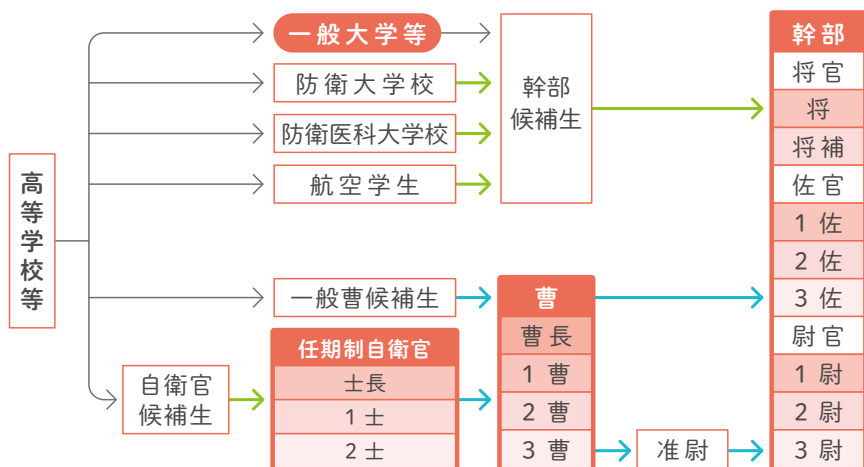 高等学校等
一般大学等
防衛大学校
防衛医科大学校
航空学生
一般曹候補生
自衛官
候補生
任期制自衛官
士長
1士
2士
幹部
候補生
曹
曹長
1曹
2曹
3曹
准尉
幹部
将官
将
将補
佐官
1佐
2佐
3佐
尉官
1尉
2尉
3尉